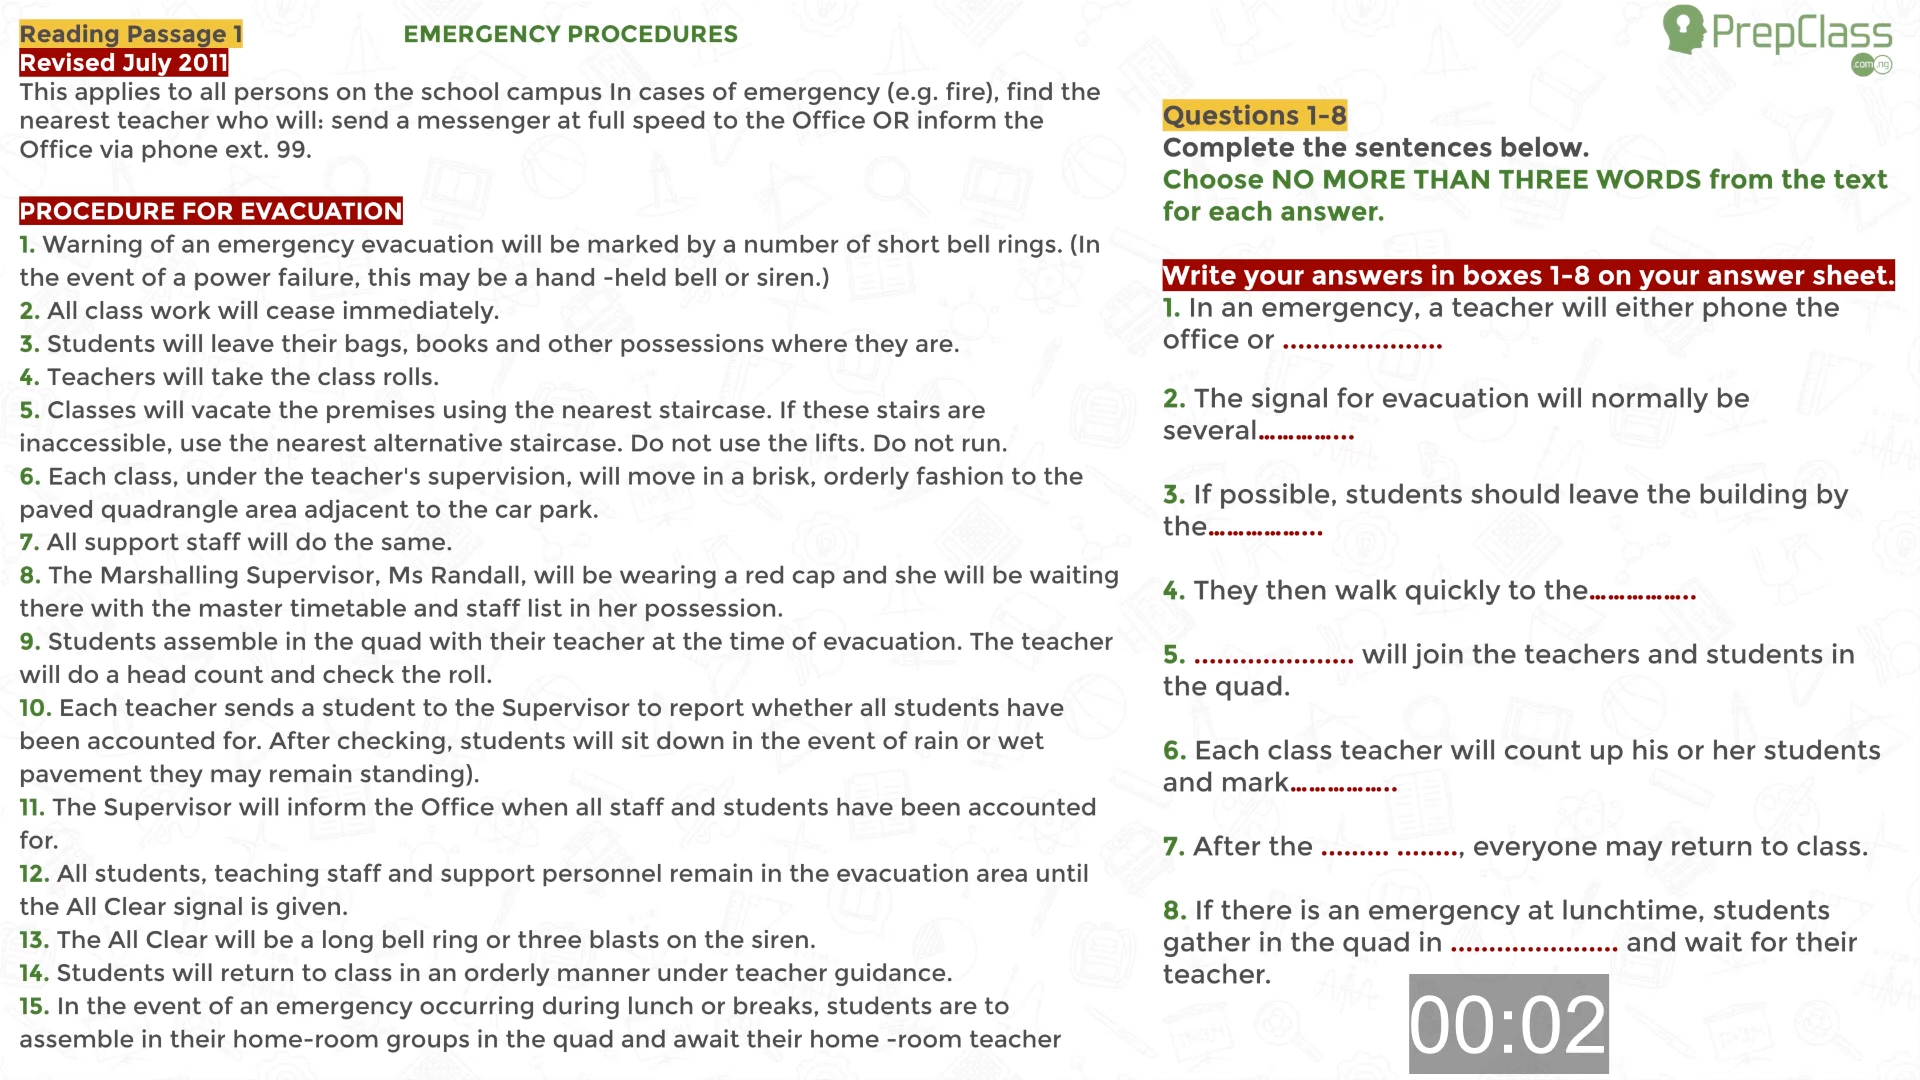 Reading Passage 1
EMERGENCY PROCEDURES
Revised July 2011
This applies to all persons on the school campus In cases of emergency (e.g. fire), find the
nearest teacher who will: send a messenger at full speed to the Office OR inform the
Office via phone ext. 99.
PROCEDURE FOR EVACUATION
1. Warning of an emergency evacuation will be marked by a number of short bell rings. (In
the event of a power failure, this may be a hand -held bell or siren.)
2. All class work will cease immediately.
3. Students will leave their bags, books and other possessions where they are.
4. Teachers will take the class rolls.
5. Classes will vacate the premises using the nearest staircase. If these stairs are
inaccessible, use the nearest alternative staircase. Do not use the lifts. Do not run.
6. Each class, under the teacher's supervision, will move in a brisk, orderly fashion to the
paved quadrangle area adjacent to the car park.
7. All support staff will do the same.
8. The Marshalling Supervisor, Ms Randall, will be wearing a red cap and she will be waiting
there with the master timetable and staff list in her possession.
9. Students assemble in the quad with their teacher at the time of evacuation. The teacher
will do a head count and check the roll.
10. Each teacher sends a student to the Supervisor to report whether all students have
been accounted for. After checking, students will sit down in the event of rain or wet
pavement they may remain standing).
11. The Supervisor will inform the Office when all staff and students have been accounted
for.
12. All students, teaching staff and support personnel remain in the evacuation area until
the All Clear signal is given.
13. The All Clear will be a long bell ring or three blasts on the siren.
14. Students will return to class in an orderly manner under teacher guidance.
15. In the event of an emergency occurring during lunch or breaks, students are to
assemble in their home-room groups in the quad and await their home -room teacher
PrepClass
.com.ng
Questions 1-8
Complete the sentences below.
Choose NO MORE THAN THREE WORDS from the text
for each answer.
Write your answers in boxes 1-8 on your answer sheet.
1. In an emergency, a teacher will either phone the
office or .....................
2. The signal for evacuation will normally be
several……………
3. If possible, students should leave the building by
the………………...
4. They then walk quickly to the……………..
5. ..................... will join the teachers and students in
the quad.
6. Each class teacher will count up his or her students
and mark……………..
7. After the ......... ........, everyone may return to class.
8. If there is an emergency at lunchtime, students
gather in the quad in ...................... and wait for their
teacher.
00:02